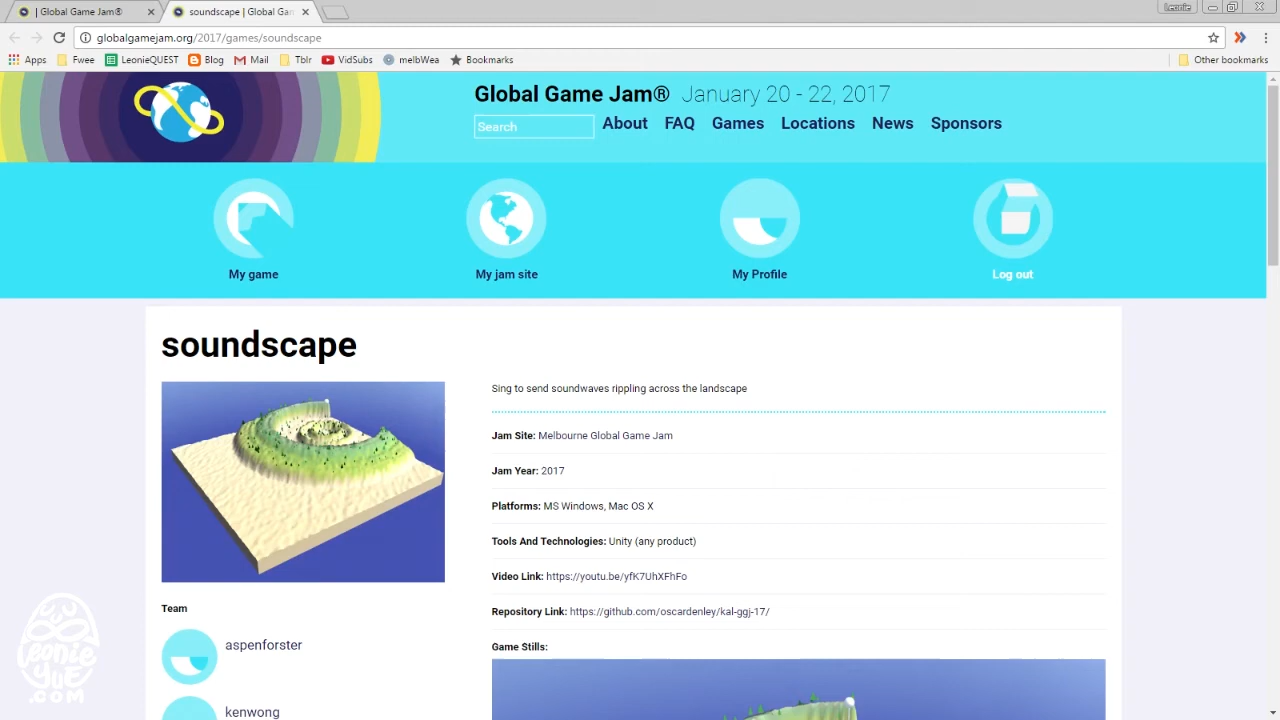 | Global Game Jam®
soundscape | Global Gam
Leonie
globalgamejam.org/2017/games/soundscape
Apps
Fwee
LeonieQUEST
Blog
Mail
Tblr
VidSubs
melbWea
Bookmarks
Other bookmarks
Global Game Jam® January 20 - 22, 2017
Search
About
FAQ
Games
Locations
News
Sponsors
My game
My jam site
My Profile
Log out
soundscape
Sing to send soundwaves rippling across the landscape
Jam Site: Melbourne Global Game Jam
Jam Year: 2017
Platforms: MS Windows, Mac OS X
Tools And Technologies: Unity (any product)
Video Link: https://youtu.be/yfK7UhXFhFo
Repository Link: https://github.com/oscardenley/kal-ggj-17/
Game Stills:
Team
aspenforster
kenwong
Leonie
YUE
.COM